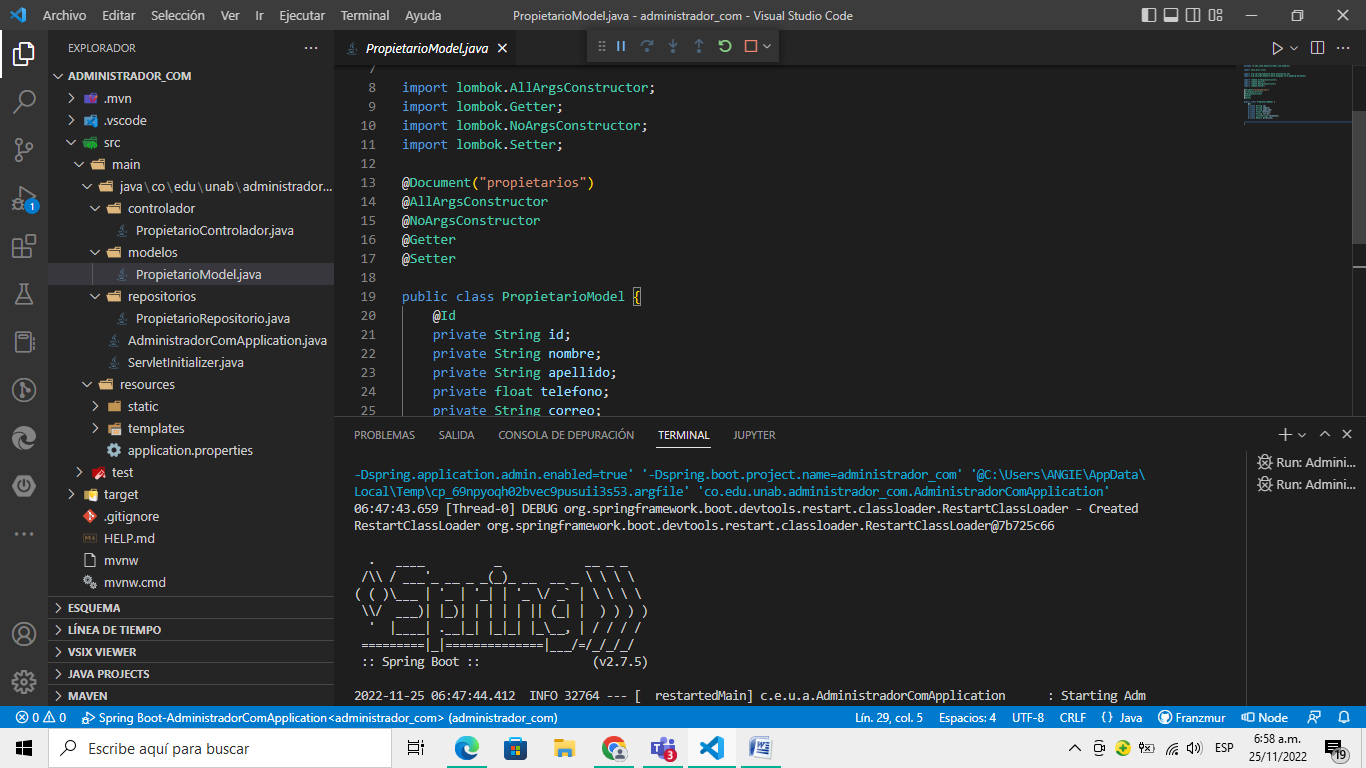 Archivo Editar Selección Ver Ir Ejecutar Terminal Ayuda
PropietarioModel.java - administrador_com - Visual Studio Code
EXPLORADOR
ADMINISTRADOR_COM
.mvn
.vscode
src
main
java\co\edu\unab\administrador...
controlador
PropietarioControlador.java
modelos
PropietarioModel.java
repositorios
PropietarioRepositorio.java
AdministradorComApplication.java
ServletInitializer.java
resources
static
templates
application.properties
test
target
.gitignore
HELP.md
mvnw
mvnw.cmd
ESQUEMA
LÍNEA DE TIEMPO
VSIX VIEWER
JAVA PROJECTS
MAVEN
1
PropietarioModel.java
7
8 import lombok.AllArgsConstructor;
9 import lombok.Getter;
10 import lombok.NoArgsConstructor;
11 import lombok.Setter;
12
13 @Document("propietarios")
14 @AllArgsConstructor
15 @NoArgsConstructor
16 @Getter
17 @Setter
18
19 public class PropietarioModel {
20 @Id
21 private String id;
22 private String nombre;
23 private String apellido;
24 private float telefono;
25 private String correo;
PROBLEMAS SALIDA CONSOLA DE DEPURACIÓN TERMINAL JUPYTER
-Dspring.application.admin.enabled=true' '-Dspring.boot.project.name=administrador_com' '@C:\Users\ANGIE\AppData\
Local\Temp\cp_69npyoqh02bvec9pusuii3s53.argfile' 'co.edu.unab.administrador_com.AdministradorComApplication'
06:47:43.659 [Thread-0] DEBUG org.springframework.boot.devtools.restart.classloader.RestartClassLoader - Created
RestartClassLoader org.springframework.boot.devtools.restart.classloader.RestartClassLoader@7b725c66
Spring
:: Spring Boot :: (v2.7.5)
2022-11-25 06:47:44.412 INFO 32764 --- [ restartedMain] c.e.u.a.AdministradorComApplication : Starting Adm
Run: Admini...
Run: Admini...
0 0 Spring Boot-AdministradorComApplication<administrador_com> (administrador_com)
Lín. 29, col. 5 Espacios: 4 UTF-8 CRLF {} Java Franzmur Node
Escribe aquí para buscar
3
ESP
6:58 a.m.
25/11/2022
19